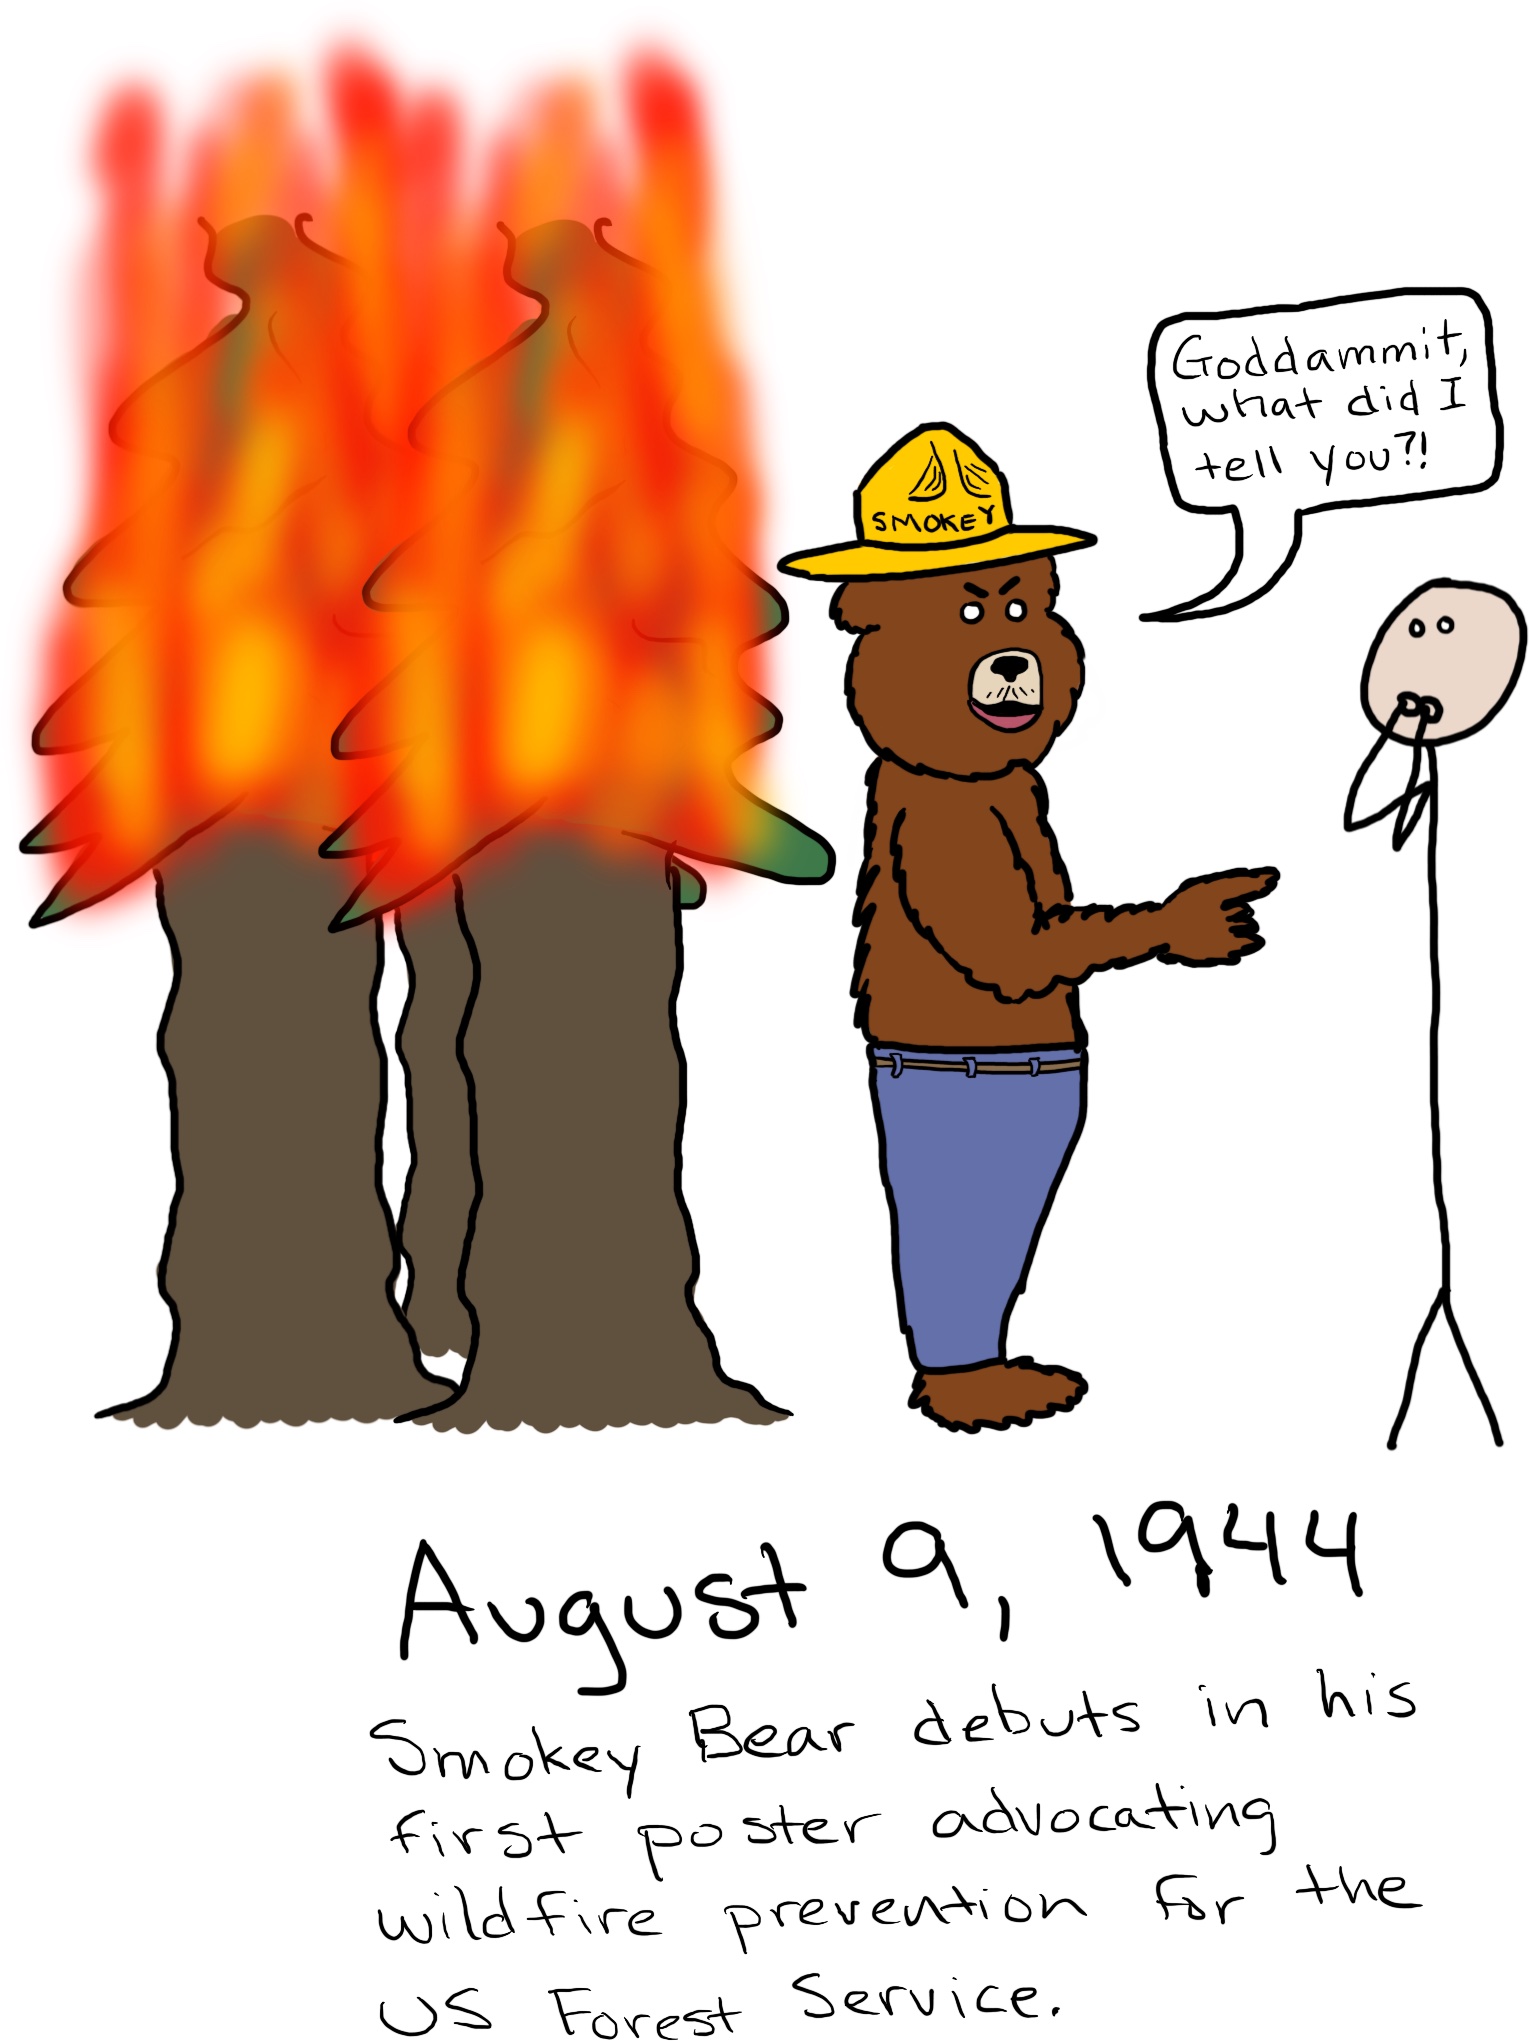 Goddammit,
what did I
tell you?!
SMOKEY
August 9, 1944
Smokey Bear debuts in his
first poster advocating
wildfire prevention for the
US Forest Service.